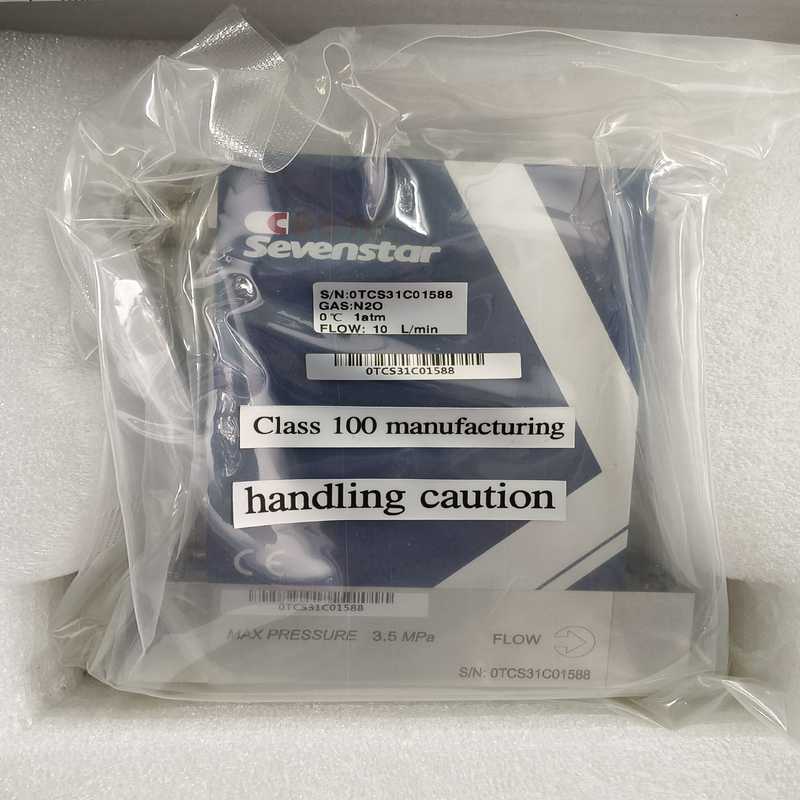 Sevenstar
S/N:0TCS31C01588
GAS:N2O
0℃ 1atm
FLOW: 10 L/min
0TCS31C01588
Class 100 manufacturing
handling caution
CE
0TCS31C01588
MAX PRESSURE 3.5 MPa
FLOW
S/N: 0TCS31C01588